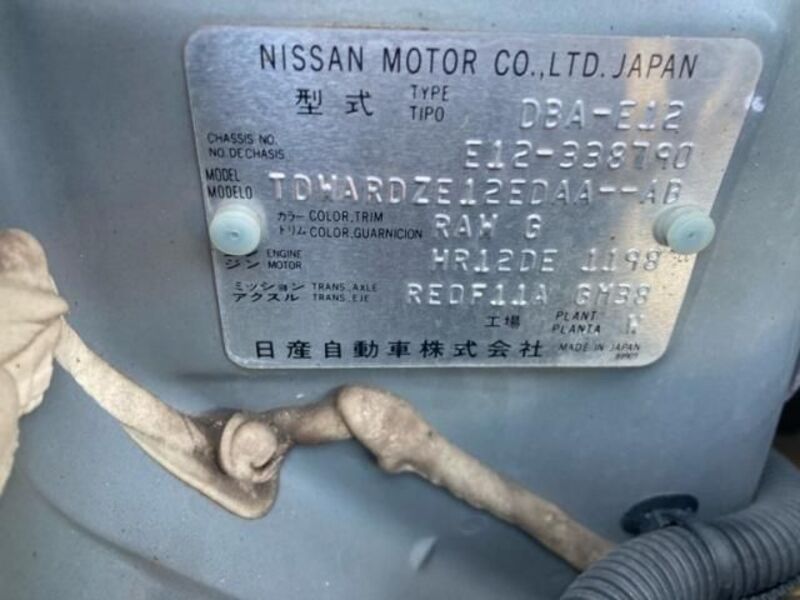 NISSAN MOTOR CO.,LTD. JAPAN
型式 TYPE TIPO DBA-E12
CHASSIS NO. NO.DE CHASIS E12-338790
MODEL MODELO TDWARDZE12EDAA--AB
カラー COLOR,TRIM
トリム COLOR,GUARNICION RAW G
ENGINE
ジン MOTOR HR12DE 1198
ミッション TRANS.,AXLE
アクスル TRANS.,EJE REDF11A GM38
工場 PLANT PLANTA
日産自動車株式会社 MADE IN JAPAN